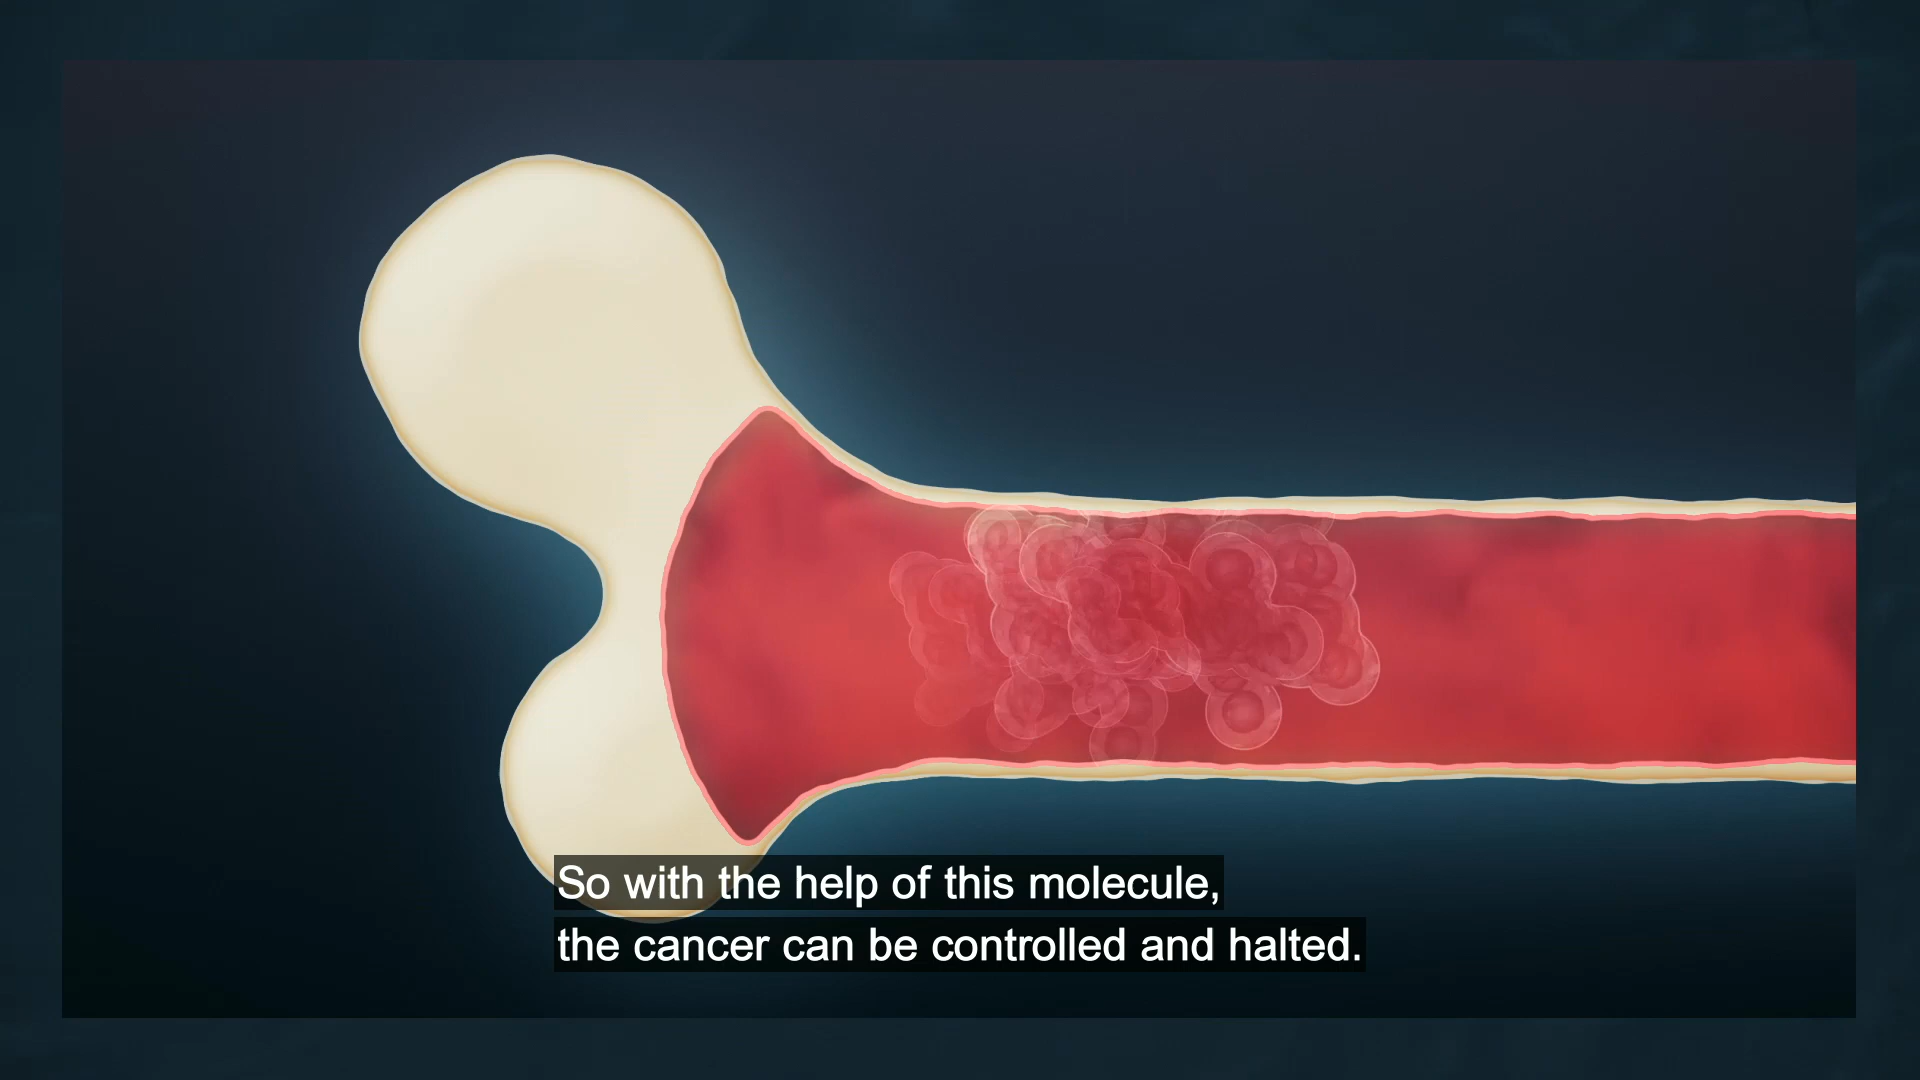 So with the help of this molecule,
the cancer can be controlled and halted.